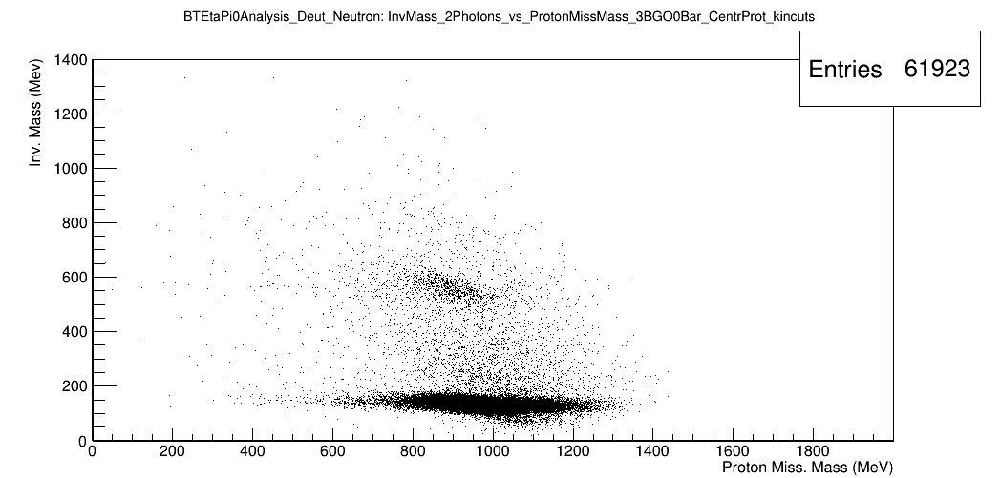 BTEtaPi0Analysis_Deut_Neutron: InvMass_2Photons_vs_ProtonMissMass_3BGO0Bar_CentrProt_kincuts
Entries 61923
Inv. Mass (Mev)
1400
1200
1000
800
600
400
200
0
0 200 400 600 800 1000 1200 1400 1600 1800
Proton Miss. Mass (MeV)